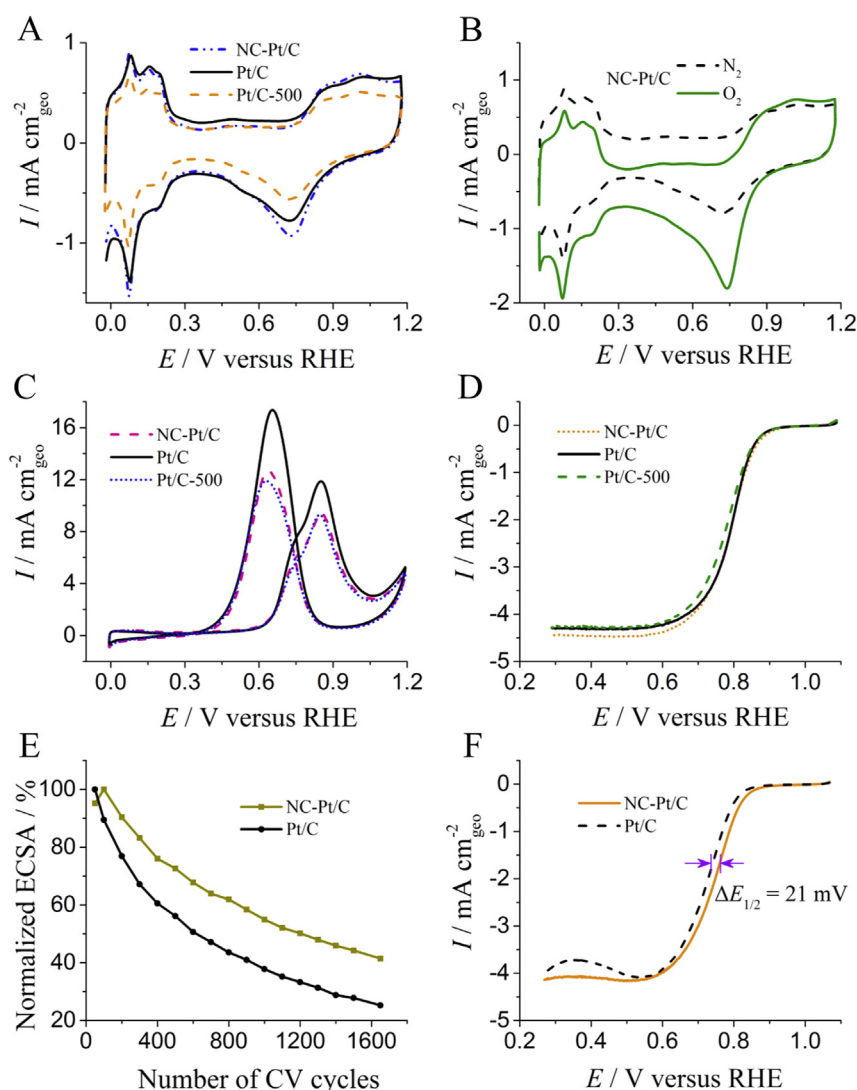 A
I / mA cm⁻²geo
1
0
-1
NC-Pt/C
Pt/C
Pt/C-500
0.0 0.3 0.6 0.9 1.2
E / V versus RHE
B
I / mA cm⁻²geo
2
1
0
-1
-2
NC-Pt/C
N₂
O₂
0.0 0.3 0.6 0.9 1.2
E / V versus RHE
C
I / mA cm⁻²geo
16
12
8
4
0
NC-Pt/C
Pt/C
Pt/C-500
0.0 0.3 0.6 0.9 1.2
E / V versus RHE
D
I / mA cm⁻²geo
0
-1
-2
-3
-4
-5
NC-Pt/C
Pt/C
Pt/C-500
0.2 0.4 0.6 0.8 1.0
E / V versus RHE
E
Normalized ECSA / %
100
80
60
40
20
NC-Pt/C
Pt/C
0 400 800 1200 1600
Number of CV cycles
F
I / mA cm⁻²geo
0
-1
-2
-3
-4
-5
NC-Pt/C
Pt/C
ΔE1/2 = 21 mV
0.2 0.4 0.6 0.8 1.0
E / V versus RHE